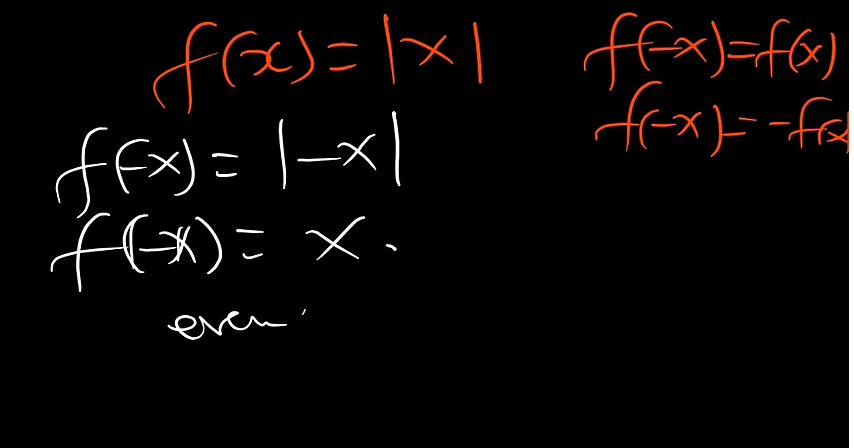 f(x) = |x|
f(-x) = f(x)
f(-x) = -f(x
f(-x) = |-x|
f(-x) = x.
even